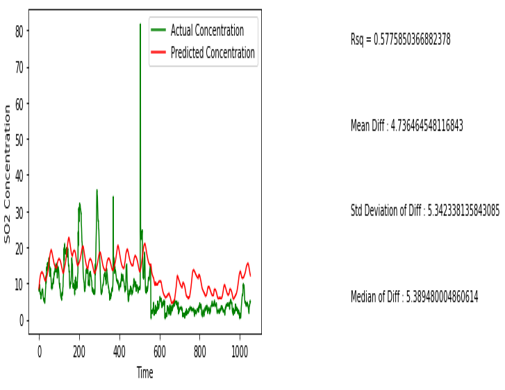 Actual Concentration
Predicted Concentration
80
70
60
50
40
30
20
10
0
SO2 Concentration
0 200 400 600 800 1000
Time
Rsq = 0.5775850366882378
Mean Diff : 4.736464548116843
Std Deviation of Diff : 5.342338135843085
Median of Diff : 5.389480004860614